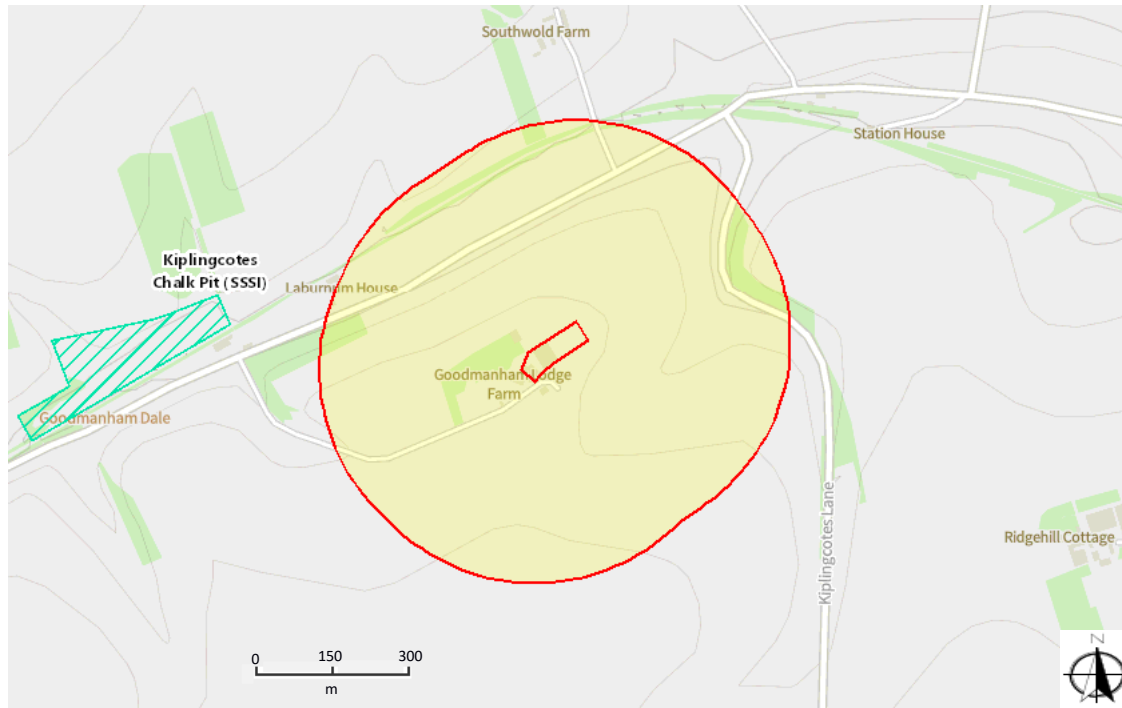 Southwold Farm
Station House
Kiplingcotes
Chalk Pit (SSSI)
Laburnum House
Goodmanham Lodge
Farm
Goodmanham Dale
Kiplingcotes Lane
Ridgehill Cottage
0 150 300
m
N